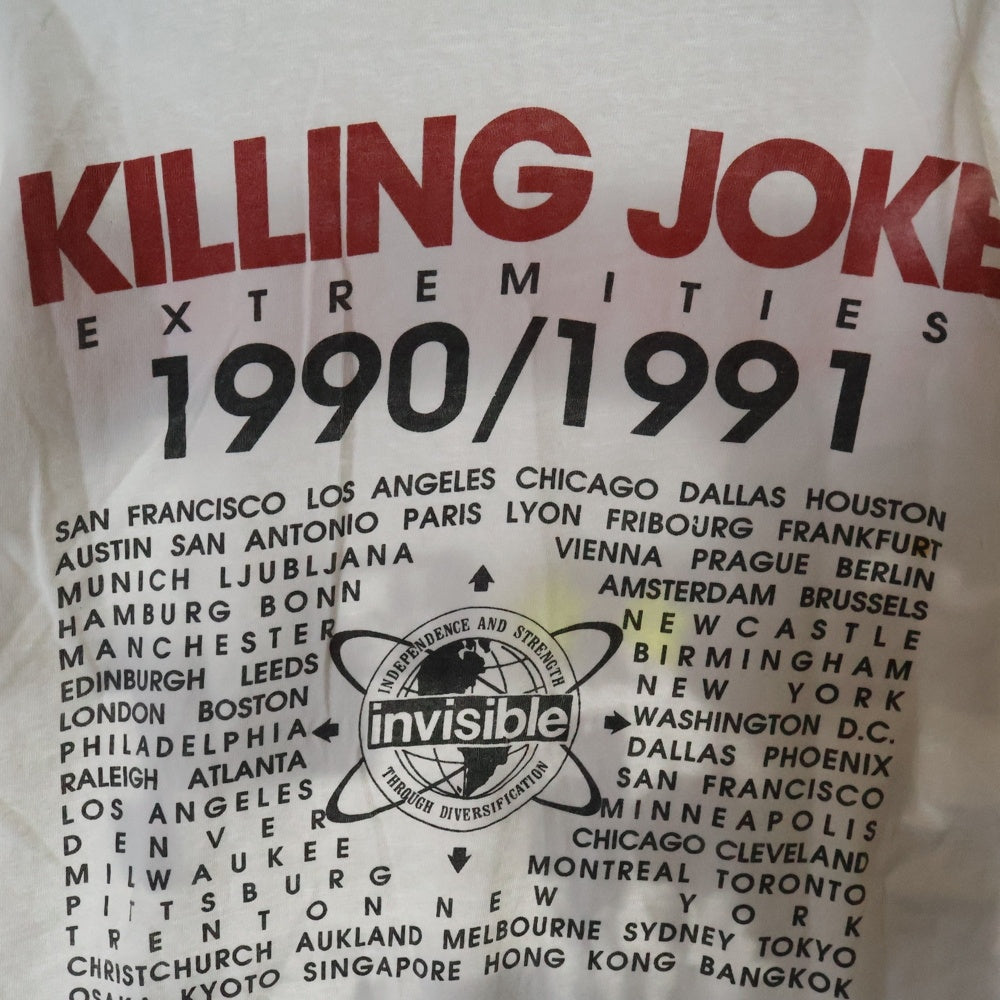 KILLING JOKE
EXTREMITIES
1990/1991
SAN FRANCISCO LOS ANGELES CHICAGO DALLAS HOUSTON
AUSTIN SAN ANTONIO PARIS LYON FRIBOURG FRANKFURT
MUNICH LJUBLJANA VIENNA PRAGUE BERLIN
HAMBURG BONN AMSTERDAM BRUSSELS
MANCHESTER NEWCASTLE
EDINBURGH LEEDS BIRMINGHAM
LONDON BOSTON NEW YORK
PHILADELPHIA WASHINGTON D.C.
RALEIGH ATLANTA DALLAS PHOENIX
LOS ANGELES SAN FRANCISCO
DENVER MINNEAPOLIS
MILWAUKEE CHICAGO CLEVELAND
PITTSBURG MONTREAL TORONTO
TRENTON NEW YORK
CHRISTCHURCH AUKLAND MELBOURNE SYDNEY TOKYO
OSAKA KYOTO SINGAPORE HONG KONG BANGKOK
INDEPENDENCE AND STRENGTH
invisible
THROUGH DIVERSIFICATION